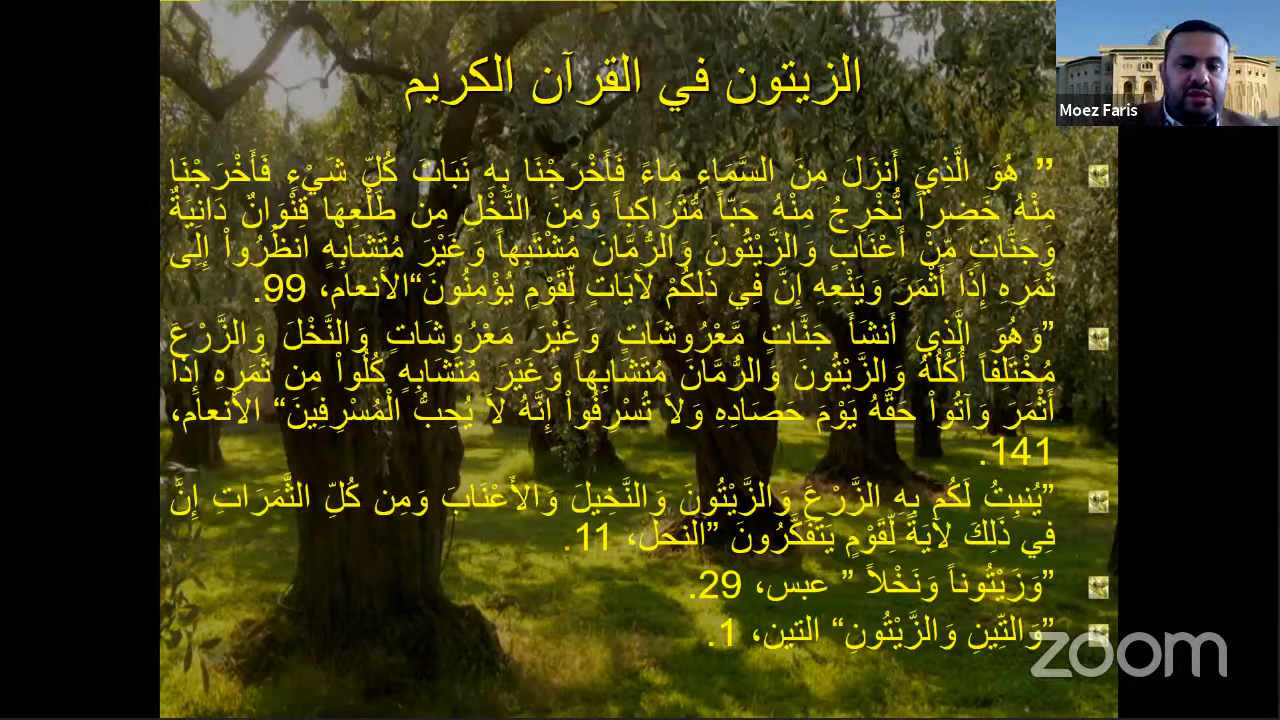 الزيتون في القرآن الكريم
Moez Faris
” هُوَ الَّذِيَ أَنزَلَ مِنَ السَّمَاءِ مَاءً فَأَخْرَجْنَا بِهِ نَبَاتَ كُلِّ شَيْءٍ فَأَخْرَجْنَا
مِنْهُ خَضِراً نُّخْرِجُ مِنْهُ حَبّاً مُّتَرَاكِباً وَمِنَ النَّخْلِ مِن طَلْعِهَا قِنْوَانٌ دَانِيَةٌ
وَجَنَّاتٍ مِّنْ أَعْنَابٍ وَالزَّيْتُونَ وَالرُّمَّانَ مُشْتَبِهاً وَغَيْرَ مُتَشَابِهٍ انظُرُواْ إِلِى
ثَمَرِهِ إِذَا أَثْمَرَ وَيَنْعِهِ إِنَّ فِي ذَلِكُمْ لآيَاتٍ لِّقَوْمٍ يُؤْمِنُونَ“الأنعام، 99.
”وَهُوَ الَّذِي أَنشَأَ جَنَّاتٍ مَّعْرُوشَاتٍ وَغَيْرَ مَعْرُوشَاتٍ وَالنَّخْلَ وَالزَّرْعَ
مُخْتَلِفاً أُكُلُهُ وَالزَّيْتُونَ وَالرُّمَّانَ مُتَشَابِهاً وَغَيْرَ مُتَشَابِهٍ كُلُواْ مِن ثَمَرِهِ إِذَا
أَثْمَرَ وَآتُواْ حَقَّهُ يَوْمَ حَصَادِهِ وَلاَ تُسْرِفُواْ إِنَّهُ لاَ يُحِبُّ الْمُسْرِفِينَ“ الأنعام،
141.
”يُنبِتُ لَكُم بِهِ الزَّرْعَ وَالزَّيْتُونَ وَالنَّخِيلَ وَالأَعْنَابَ وَمِن كُلِّ الثَّمَرَاتِ إِنَّ
فِي ذَلِكَ لآيَةً لِّقَوْمٍ يَتَفَكَّرُونَ ”النحل، 11.
”وَزَيْتُوناً وَنَخْلاً ” عبس، 29.
”وَالتِّينِ وَالزَّيْتُونِ“ التين، 1.
zoom